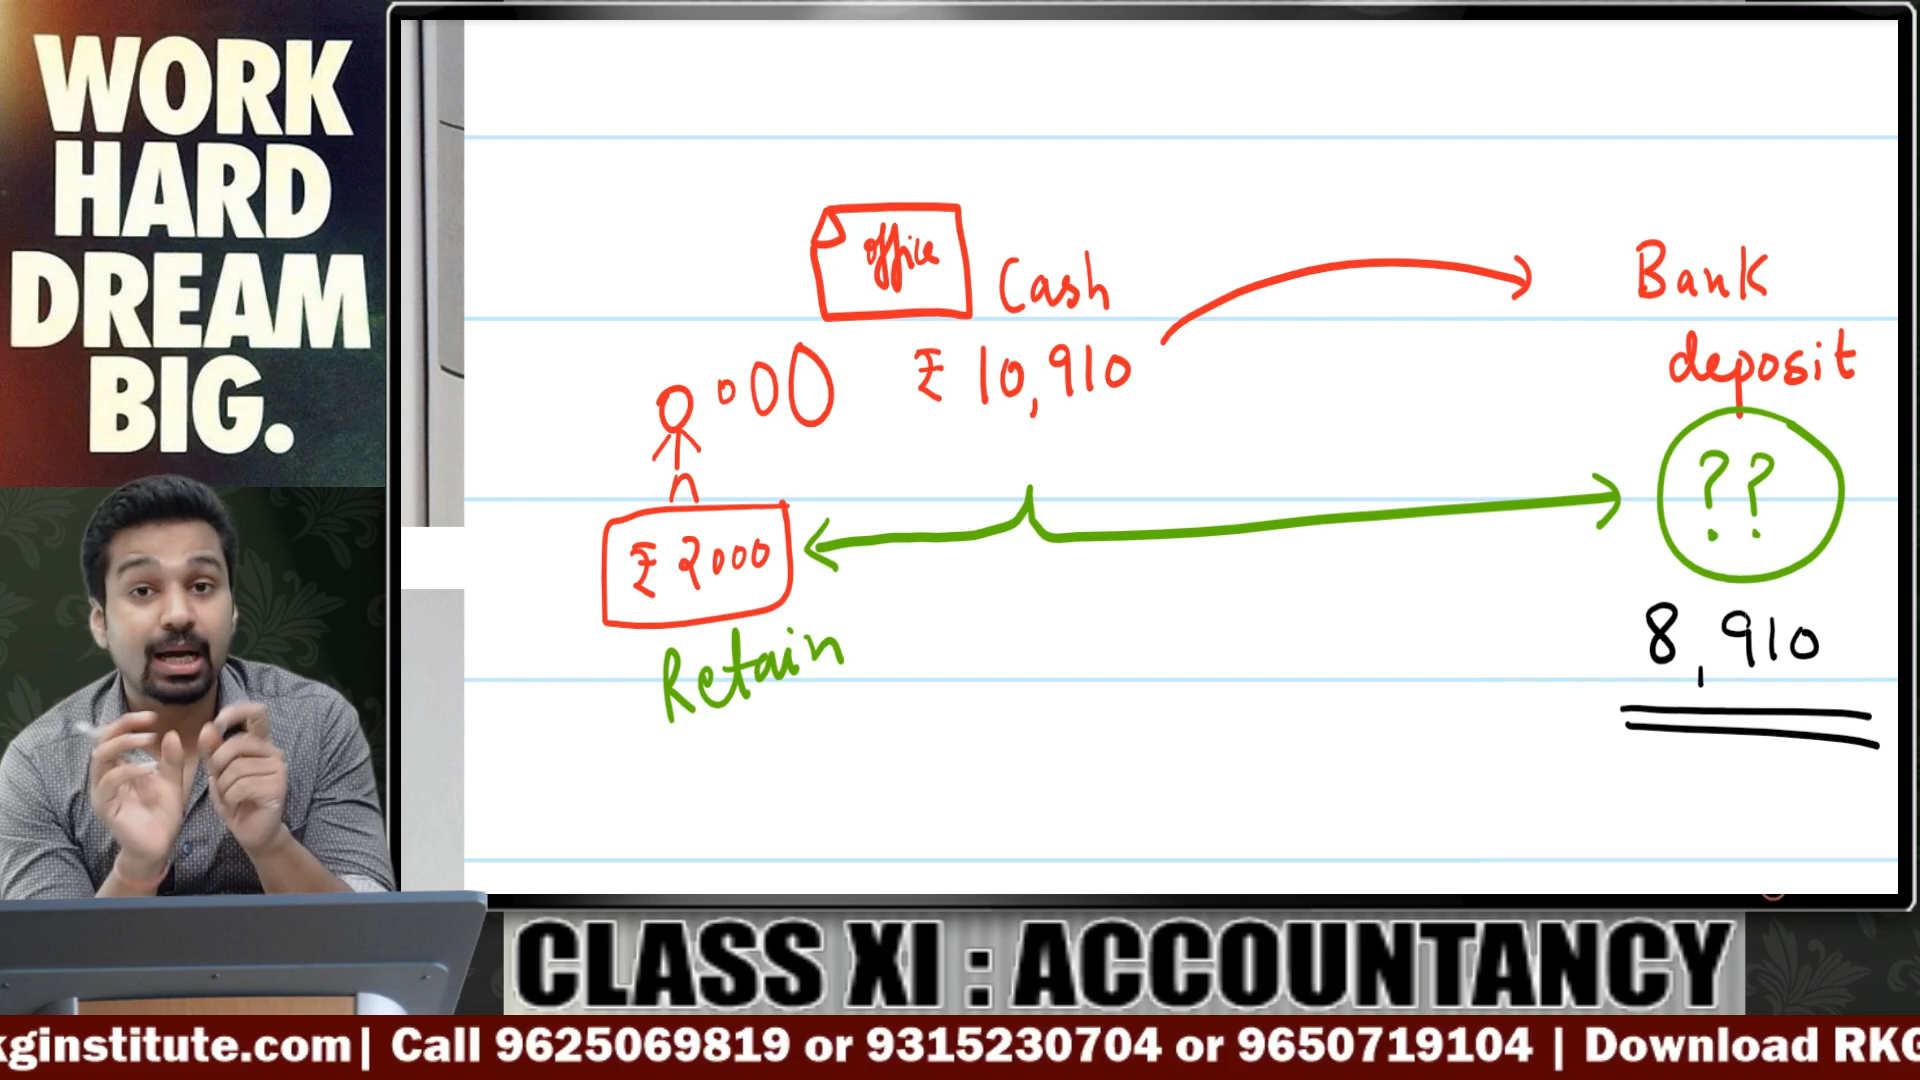 WORK
HARD
DREAM
BIG.
office
Cash
Bank
deposit
₹ 10,910
??
₹ 2000
8,910
Retain
CLASS XI : ACCOUNTANCY
kginstitute.com| Call 9625069819 or 9315230704 or 9650719104 | Download RKG